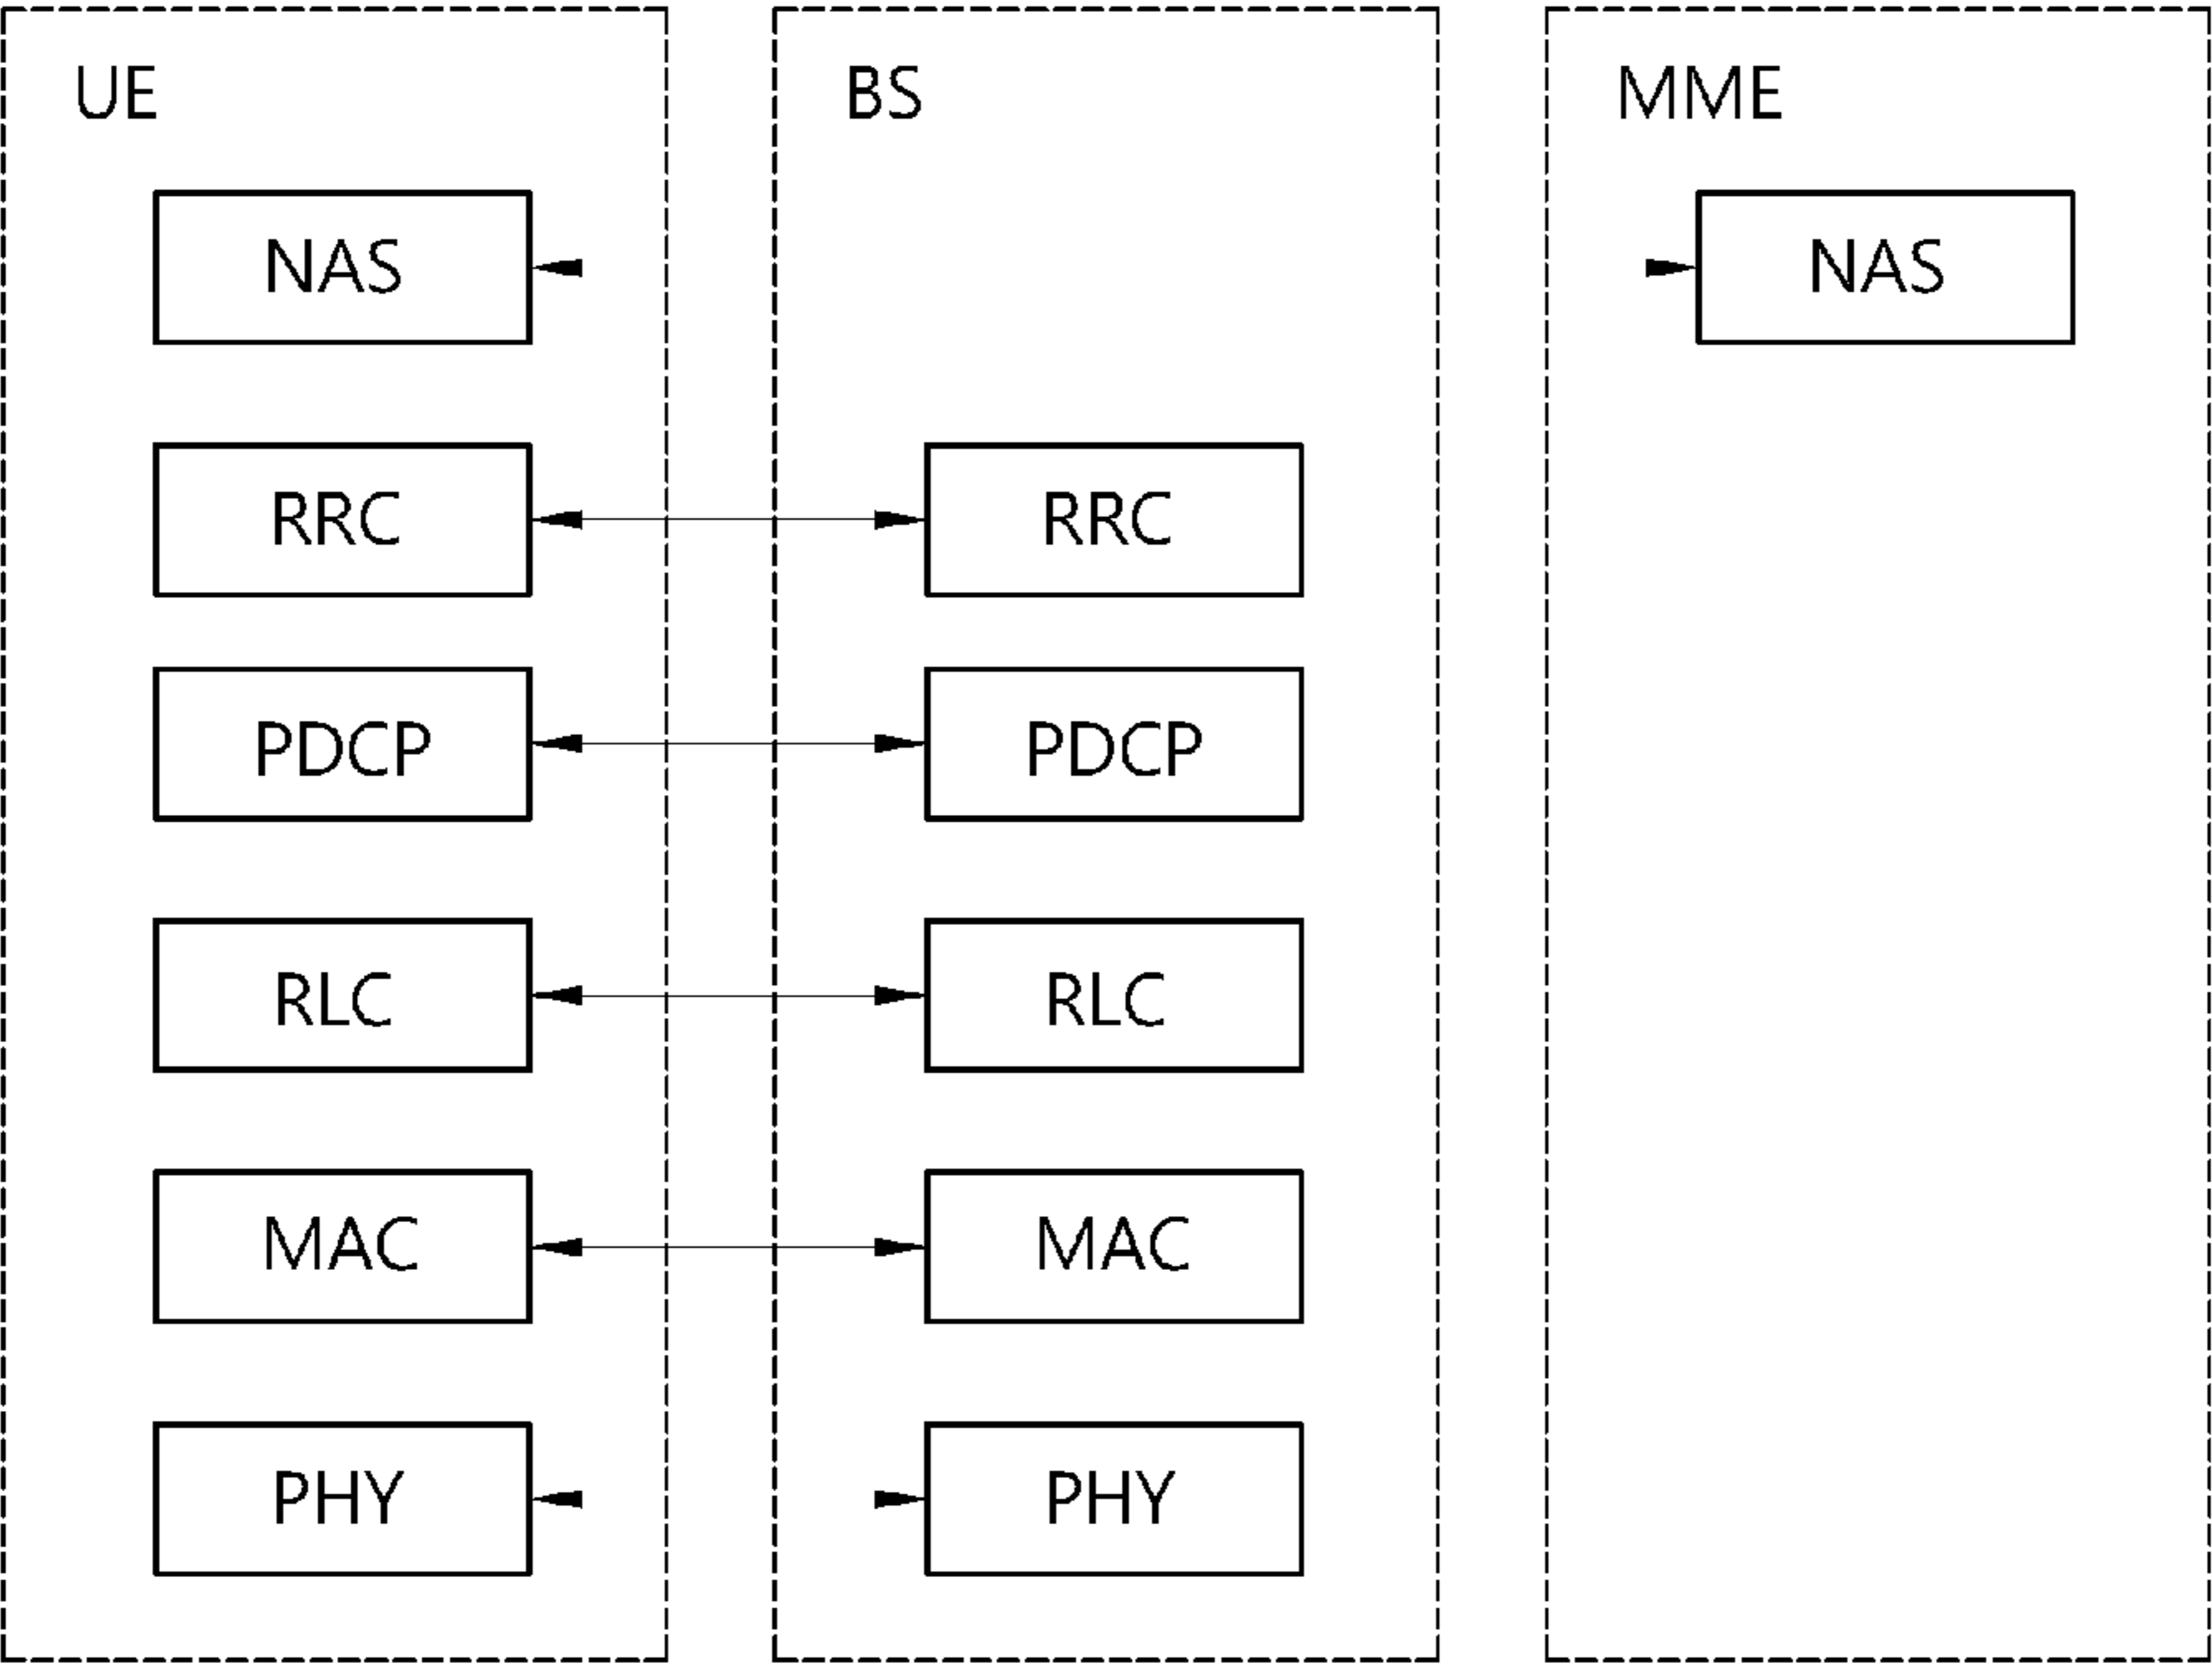 UE
BS
MME
NAS
NAS
RRC
RRC
PDCP
PDCP
RLC
RLC
MAC
MAC
PHY
PHY